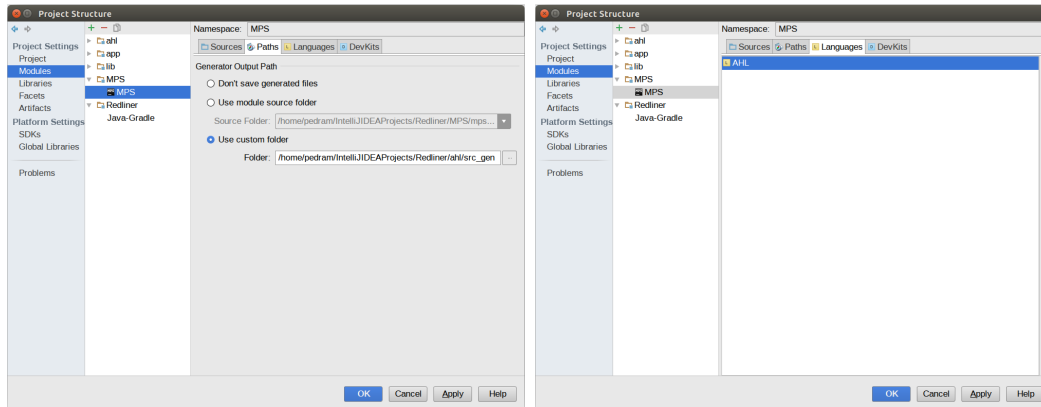 Project Structure
Project Settings
Project
Modules
Libraries
Facets
Artifacts
Platform Settings
SDKs
Global Libraries
Problems
ahl
app
lib
MPS
MPS
Redliner
Java-Gradle
Namespace: MPS
Sources Paths Languages DevKits
Generator Output Path
Don't save generated files
Use module source folder
Source Folder: /home/pedram/IntelliJIDEAProjects/Redliner/MPS/mps...
Use custom folder
Folder: /home/pedram/IntelliJIDEAProjects/Redliner/ahl/src_gen
OK Cancel Apply Help
Project Structure
Project Settings
Project
Modules
Libraries
Facets
Artifacts
Platform Settings
SDKs
Global Libraries
Problems
ahl
app
lib
MPS
MPS
Redliner
Java-Gradle
Namespace: MPS
Sources Paths Languages DevKits
AHL
OK Cancel Apply Help